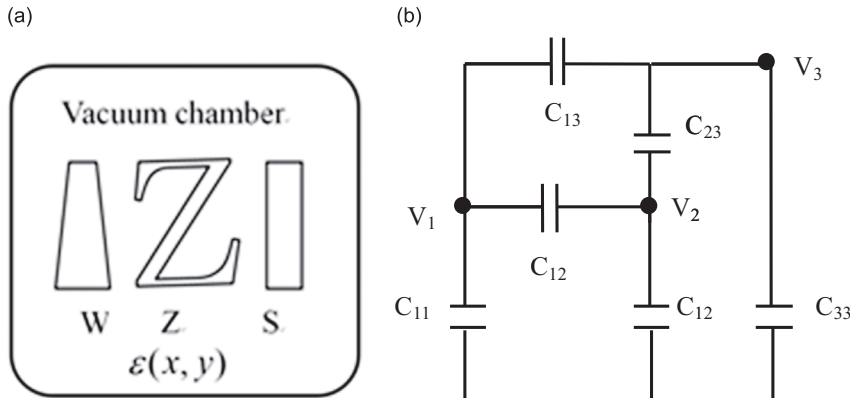 (a)
Vacuum chamber
W Z S
ε(x, y)
(b)
V₃
C₁₃
C₂₃
V₁
V₂
C₁₂
C₁₁
C₁₂
C₃₃